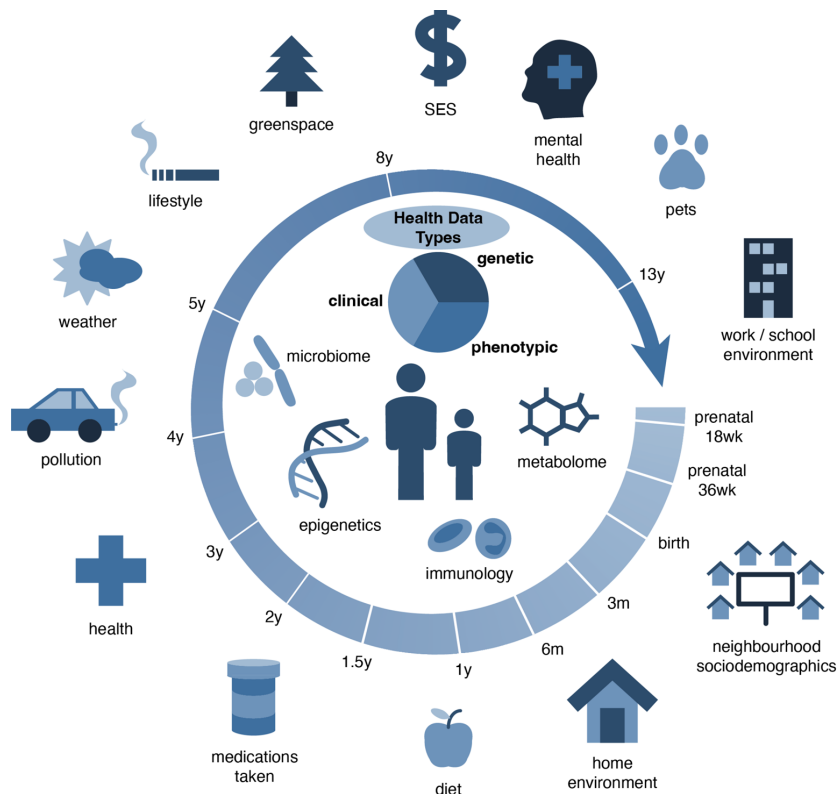 SES
greenspace
mental
health
lifestyle
8y
pets
Health Data
Types
genetic
clinical
phenotypic
13y
weather
5y
microbiome
work / school
environment
pollution
4y
epigenetics
metabolome
immunology
prenatal
18wk
prenatal
36wk
birth
3m
6m
1y
1.5y
2y
3y
health
neighbourhood
sociodemographics
medications
taken
diet
home
environment